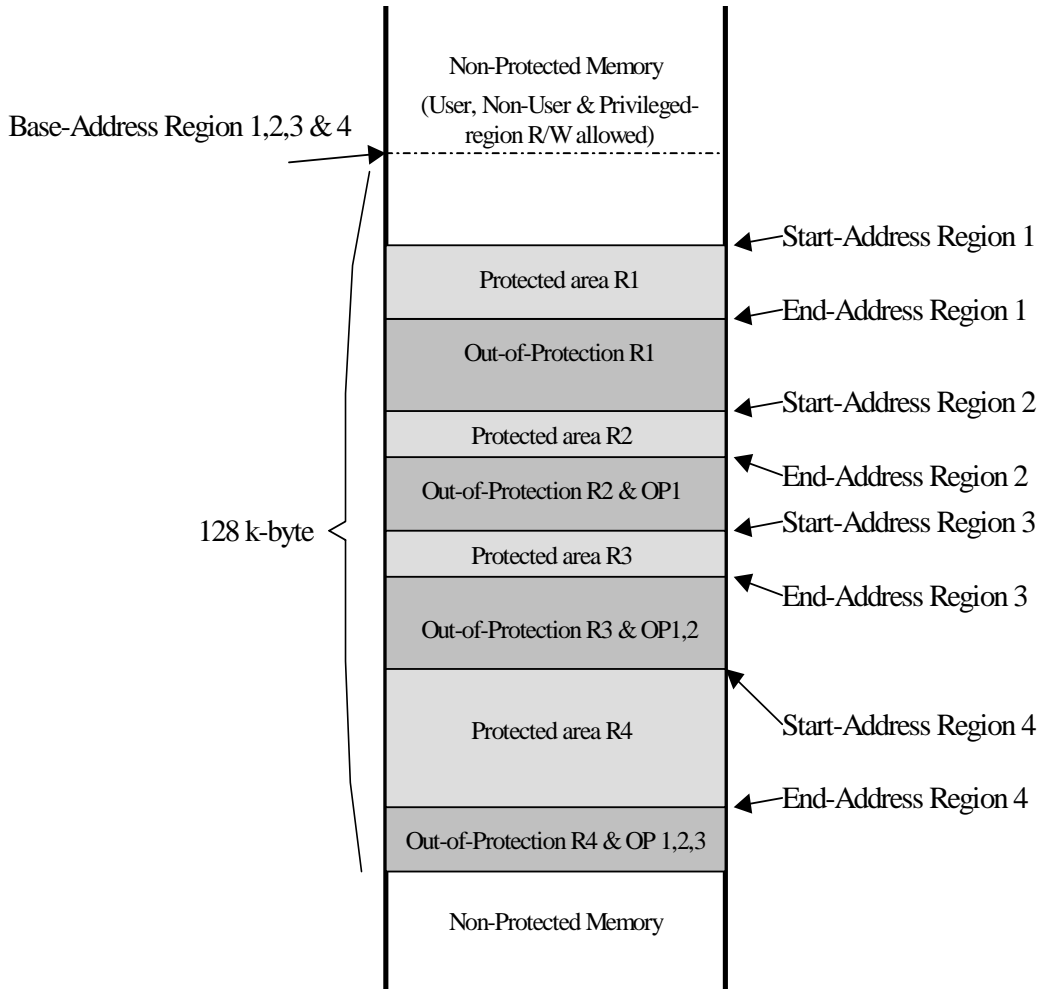 Non-Protected Memory
(User, Non-User & Privileged-
region R/W allowed)
Base-Address Region 1,2,3 & 4
Start-Address Region 1
Protected area R1
End-Address Region 1
Out-of-Protection R1
Start-Address Region 2
Protected area R2
End-Address Region 2
Out-of-Protection R2 & OP1
Start-Address Region 3
128 k-byte
Protected area R3
End-Address Region 3
Out-of-Protection R3 & OP1,2
Start-Address Region 4
Protected area R4
End-Address Region 4
Out-of-Protection R4 & OP 1,2,3
Non-Protected Memory